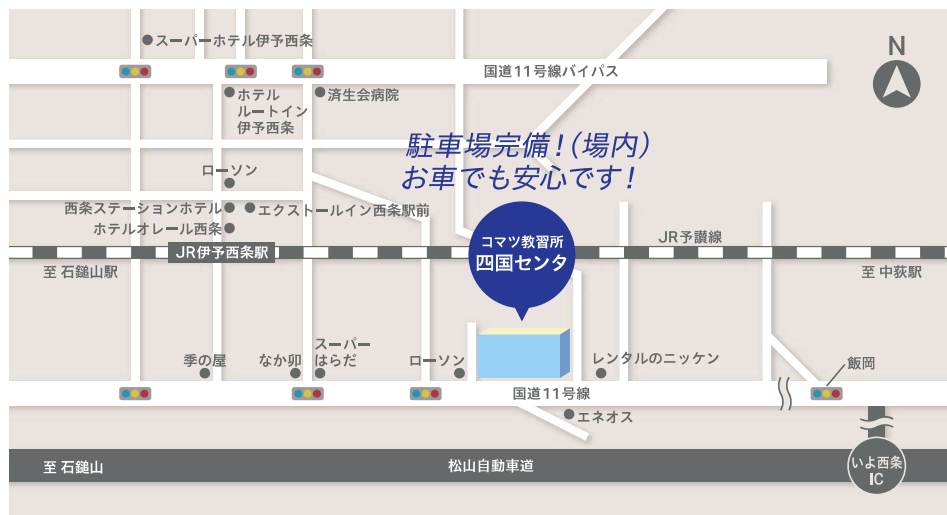 スーパーホテル伊予西条
N
国道11号線バイパス
ホテル
ルートイン
伊予西条
済生会病院
駐車場完備！(場内)
お車でも安心です！
ローソン
西条ステーションホテル
エクストールイン西条駅前
ホテルオレール西条
コマツ教習所
四国センタ
JR予讃線
JR伊予西条駅
至 石鎚山駅
至 中萩駅
スーパー
はらだ
季の屋
なか卯
ローソン
レンタルのニッケン
飯岡
国道11号線
エネオス
至 石鎚山
松山自動車道
いよ西条
IC